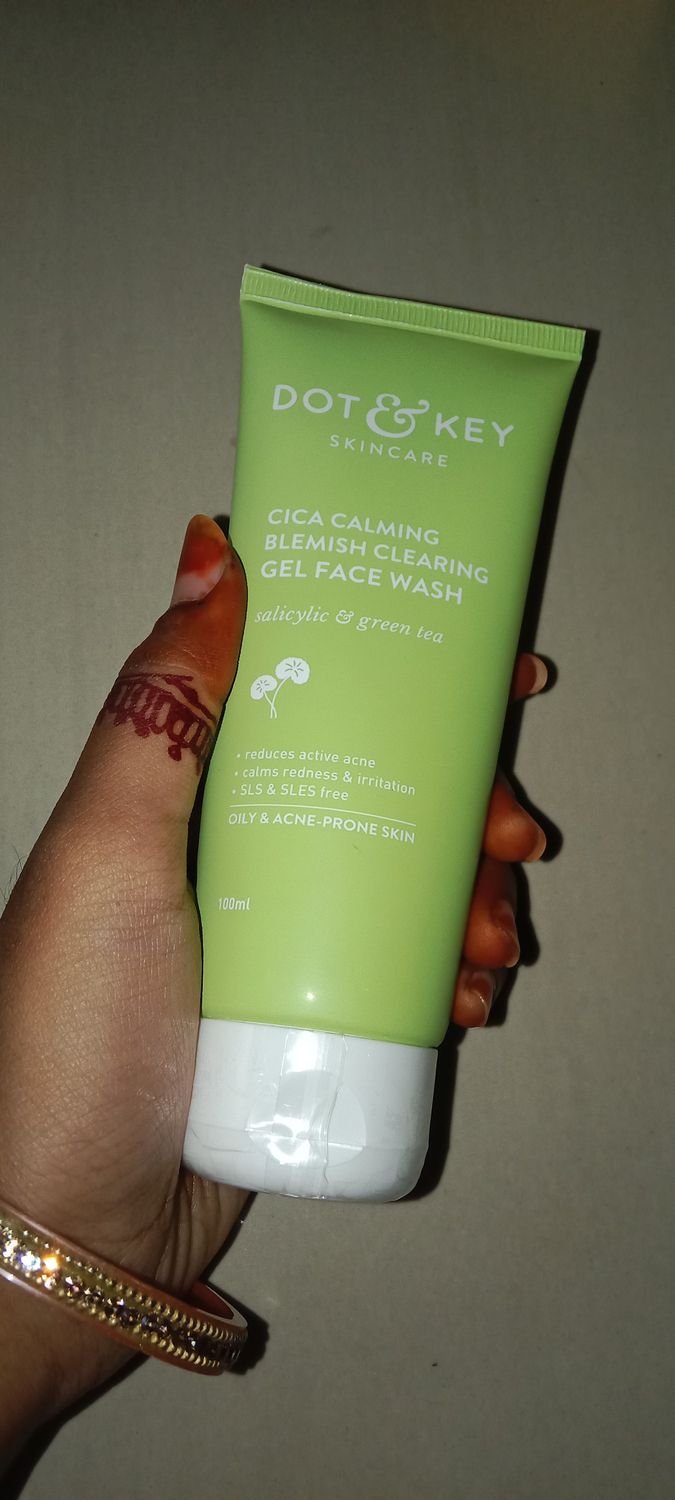 DOT & KEY
SKINCARE
CICA CALMING
BLEMISH CLEARING
GEL FACE WASH
salicylic & green tea
• reduces active acne
• calms redness & irritation
• SLS & SLES free
OILY & ACNE-PRONE SKIN
100ml